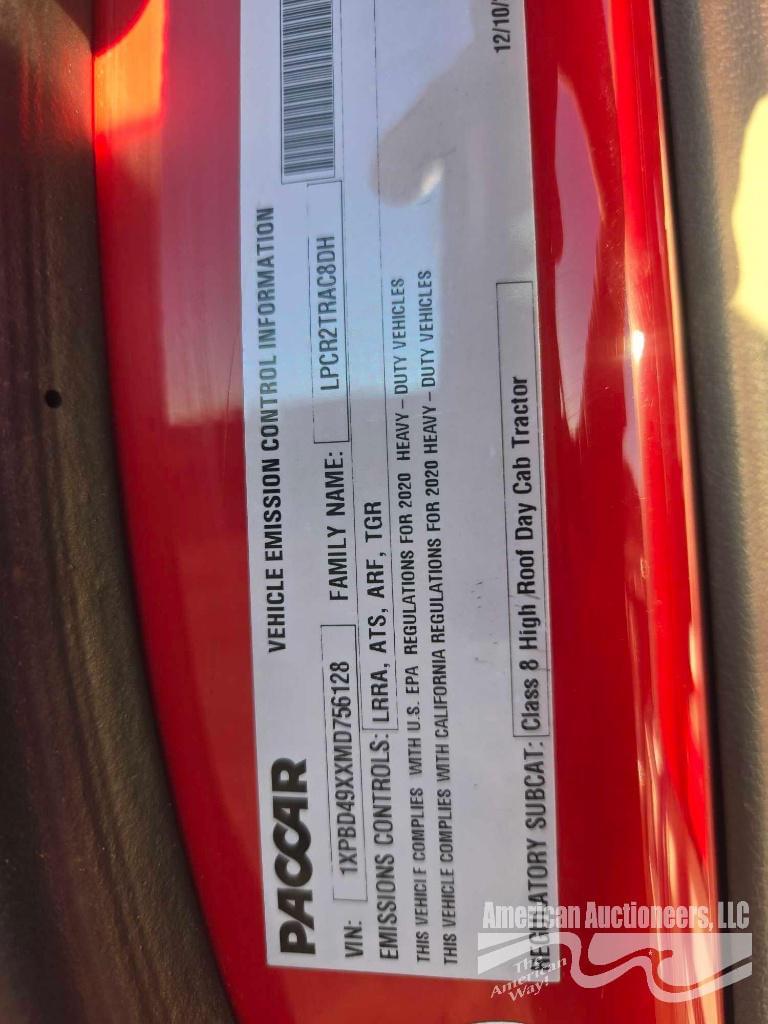 PACCAR
VEHICLE EMISSION CONTROL INFORMATION
VIN: 1XPBD49XXMD756128 FAMILY NAME: LPCR2TRAC8DH
EMISSIONS CONTROLS: LRRA, ATS, ARF, TGR
THIS VEHICLE COMPLIES WITH U.S. EPA REGULATIONS FOR 2020 HEAVY-DUTY VEHICLES
THIS VEHICLE COMPLIES WITH CALIFORNIA REGULATIONS FOR 2020 HEAVY-DUTY VEHICLES
12/10/
REGULATORY SUBCAT: Class 8 High Roof Day Cab Tractor
American Auctioneers, LLC
The
American
Way!